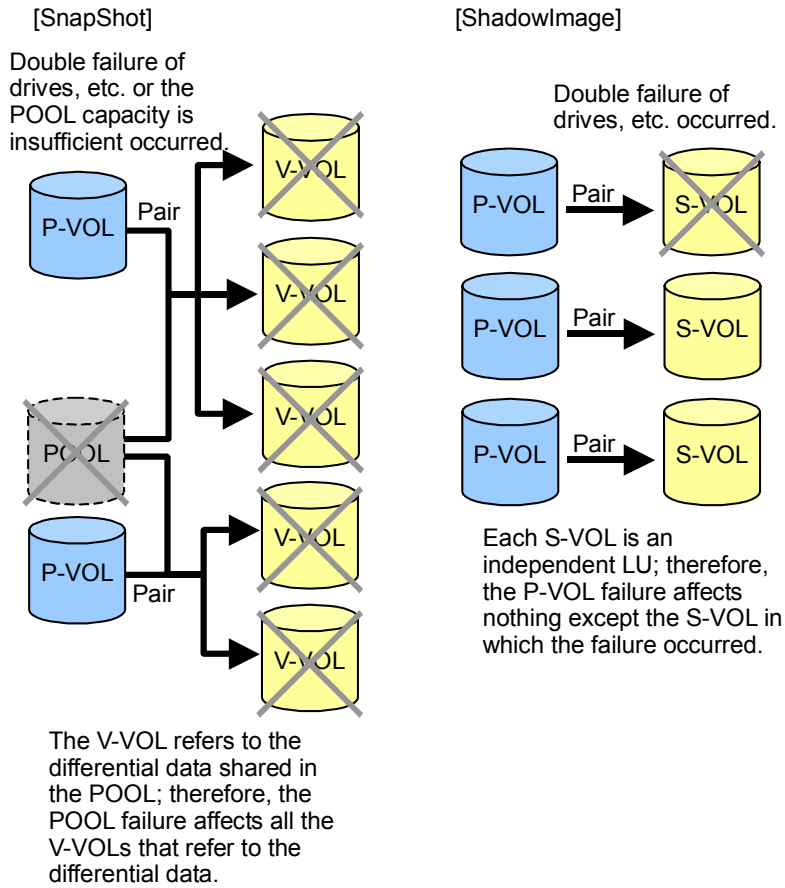 [SnapShot]
Double failure of
drives, etc. or the
POOL capacity is
insufficient occurred.
P-VOL
Pair
V-VOL
V-VOL
V-VOL
POOL
P-VOL
Pair
V-VOL
V-VOL
The V-VOL refers to the
differential data shared in
the POOL; therefore, the
POOL failure affects all the
V-VOLs that refer to the
differential data.
[ShadowImage]
Double failure of
drives, etc. occurred.
P-VOL
Pair
S-VOL
P-VOL
Pair
S-VOL
P-VOL
Pair
S-VOL
Each S-VOL is an
independent LU; therefore,
the P-VOL failure affects
nothing except the S-VOL in
which the failure occurred.